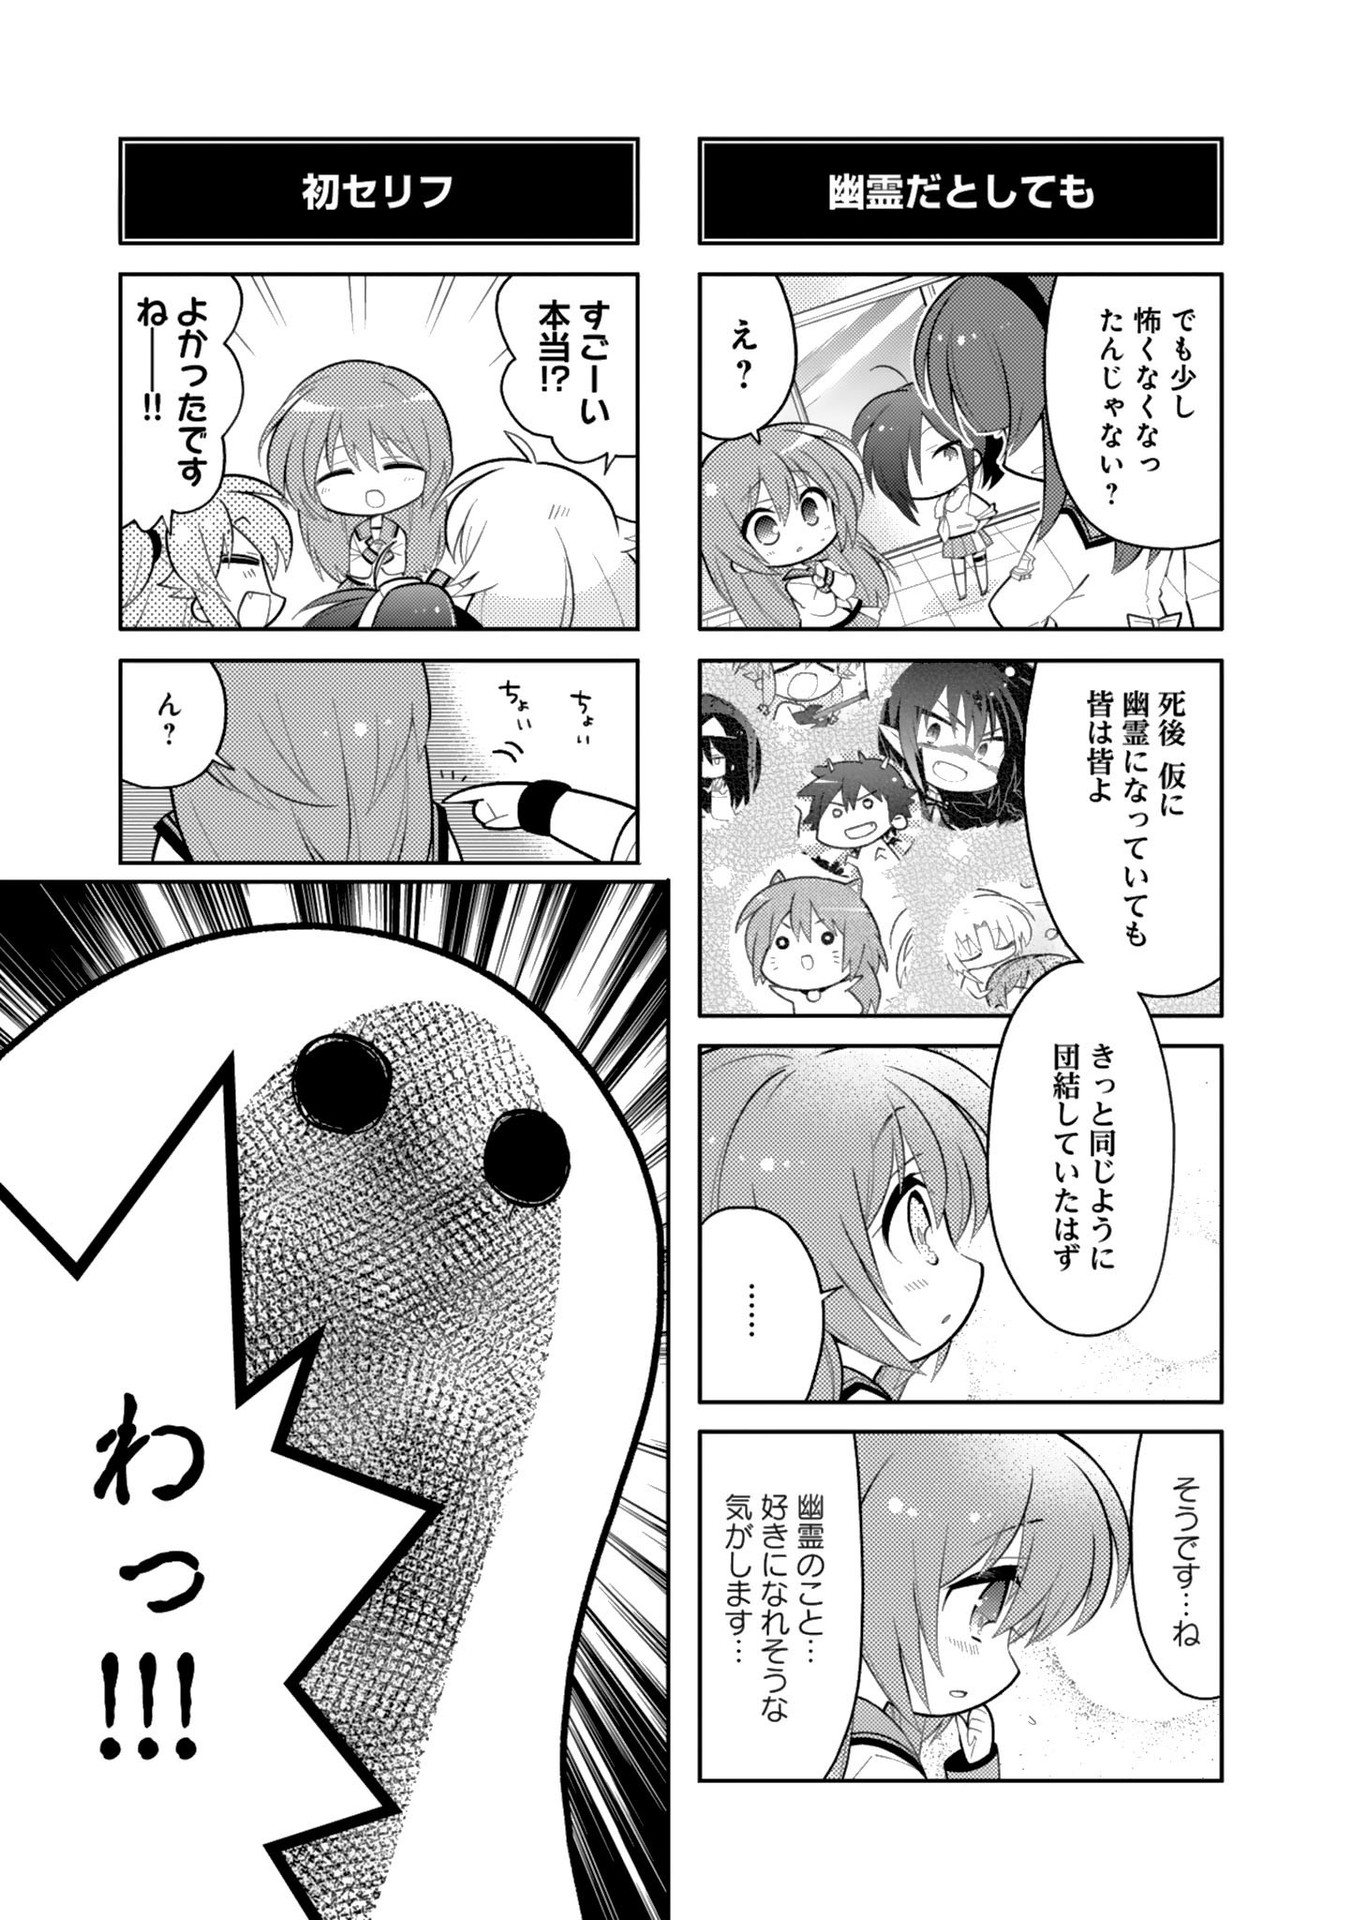 幽霊だとしても
でも少し
怖くなくなっ
たんじゃない?
え?
死後 仮に
幽霊になっていても
皆は皆よ
きっと同じように
団結していたはず
……
そうです…ね
幽霊のこと…
好きになれそうな
気がします…
初セリフ
すごーい
本当!?
よかったです
ねーー!!
ちょい
ちょい
ん?
わっ!!!